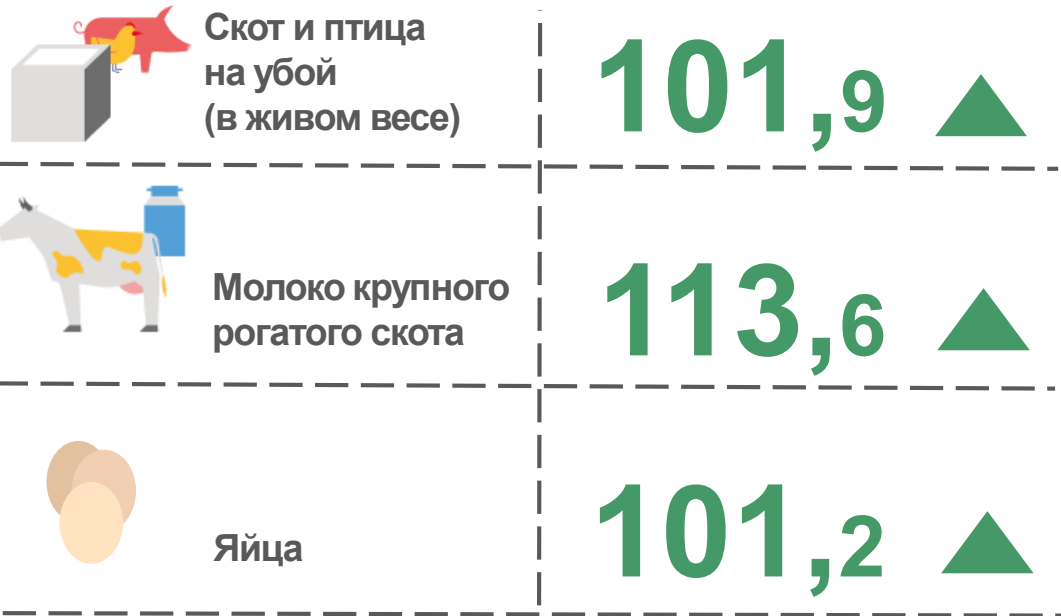 Скот и птица
на убой
(в живом весе)
101,9
Молоко крупного
рогатого скота
113,6
Яйца
101,2